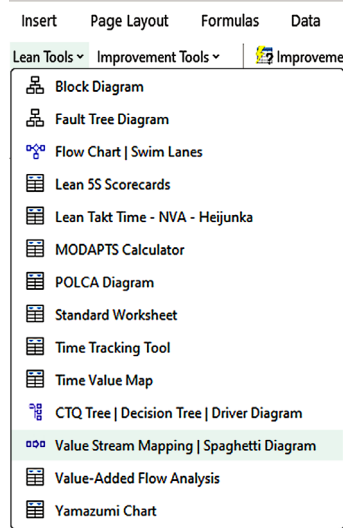 Insert Page Layout Formulas Data
Lean Tools Improvement Tools Improveme
Block Diagram
Fault Tree Diagram
Flow Chart | Swim Lanes
Lean 5S Scorecards
Lean Takt Time - NVA - Heijunka
MODAPTS Calculator
POLCA Diagram
Standard Worksheet
Time Tracking Tool
Time Value Map
CTQ Tree | Decision Tree | Driver Diagram
Value Stream Mapping | Spaghetti Diagram
Value-Added Flow Analysis
Yamazumi Chart